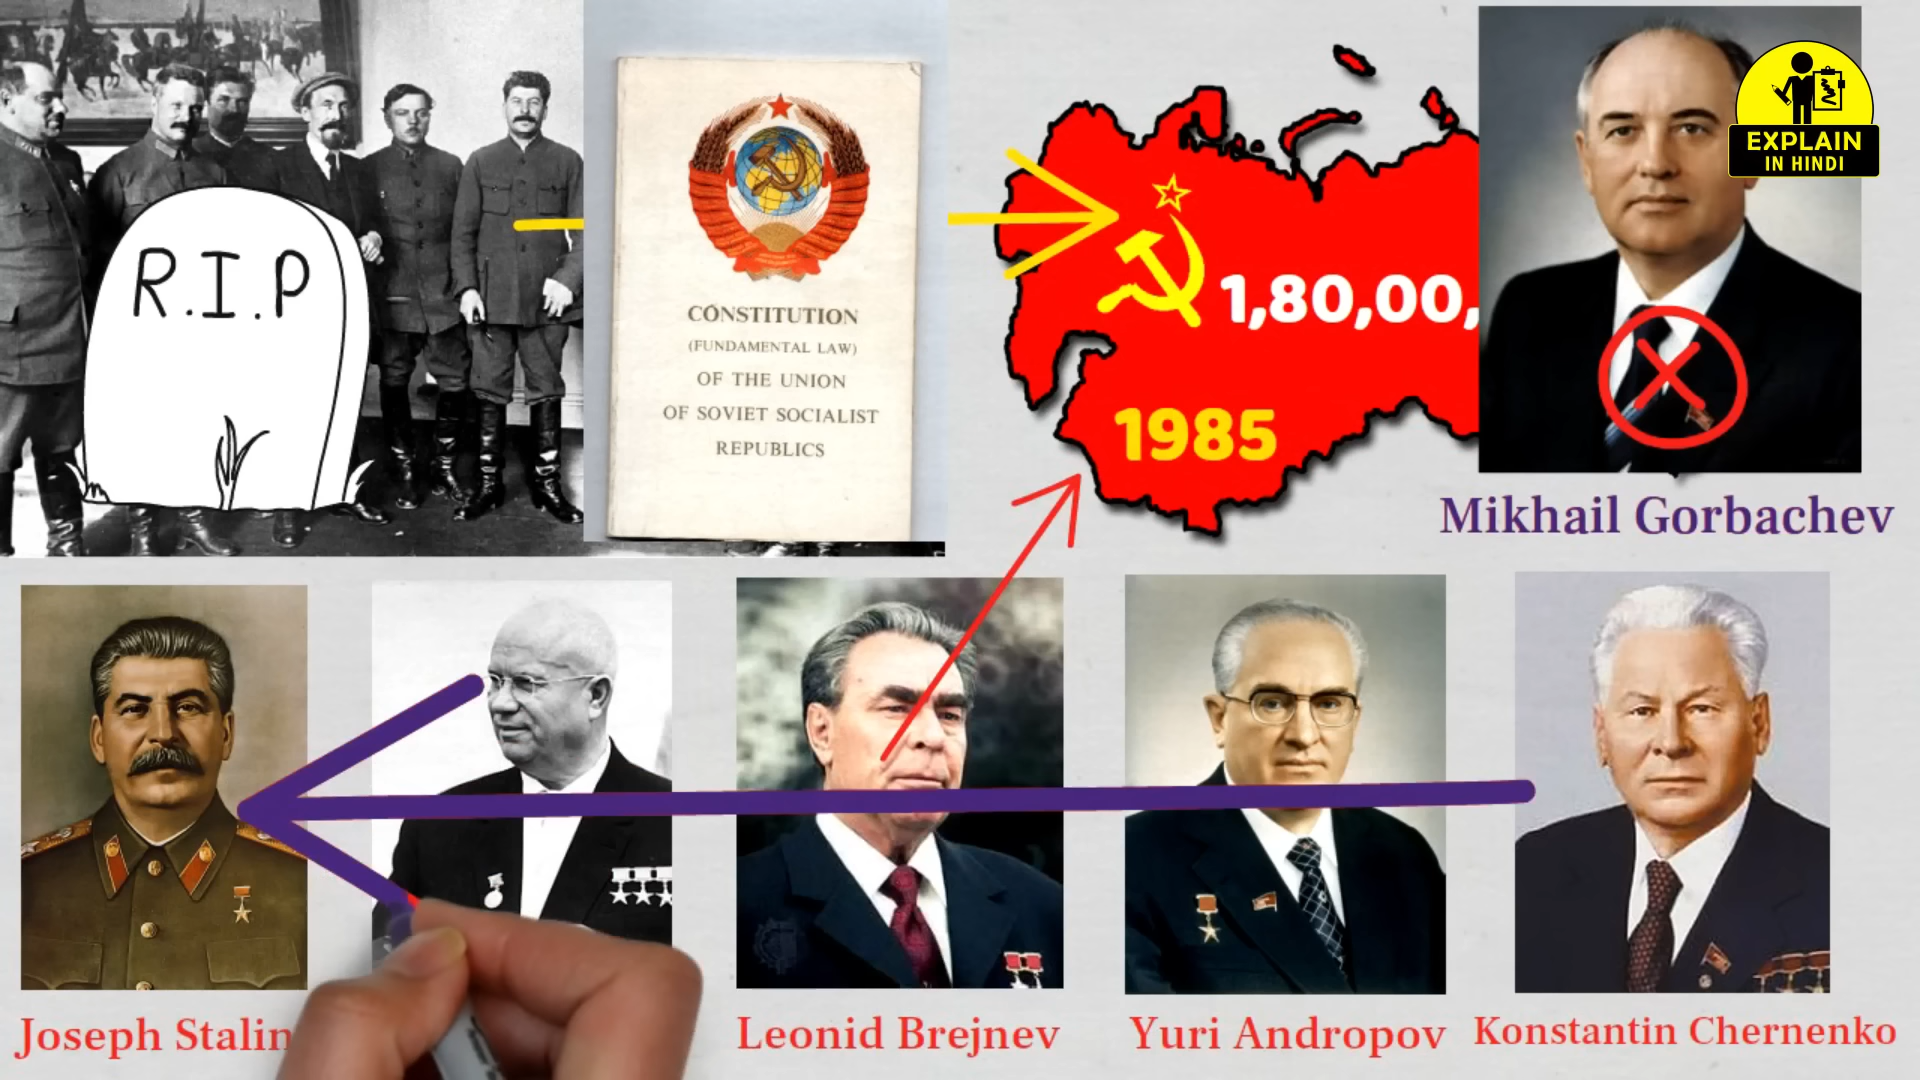 R.I.P
CONSTITUTION
(FUNDAMENTAL LAW)
OF THE UNION
OF SOVIET SOCIALIST
REPUBLICS
1,80,00,
1985
EXPLAIN
IN HINDI
Mikhail Gorbachev
Joseph Stalin
Leonid Brejnev
Yuri Andropov
Konstantin Chernenko